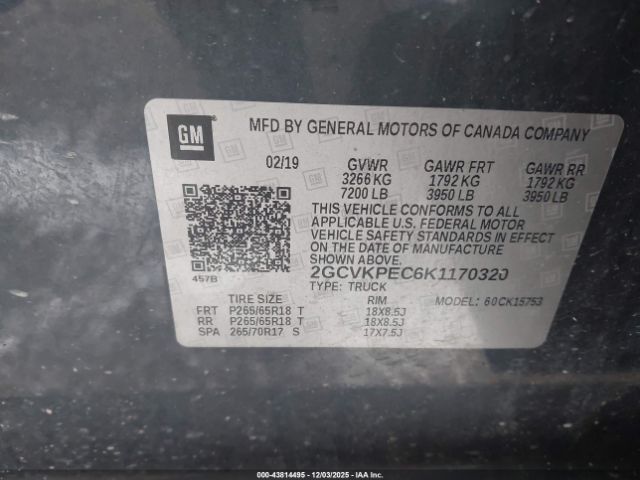 GM
MFD BY GENERAL MOTORS OF CANADA COMPANY
02/19 GVWR GAWR FRT GAWR RR
3266 KG 1792 KG 1792 KG
7200 LB 3950 LB 3950 LB
THIS VEHICLE CONFORMS TO ALL
APPLICABLE U.S. FEDERAL MOTOR
VEHICLE SAFETY STANDARDS IN EFFECT
ON THE DATE OF MANUFACTURE
SHOWN ABOVE.
457B
2GCVKPEC6K1170320
TYPE: TRUCK
TIRE SIZE RIM MODEL: 60CK15753
FRT P265/65R18 T 18X8.5J
RR P265/65R18 T 18X8.5J
SPA 265/70R17 S 17X7.5J
000-43814495 - 12/03/2025 - IAA Inc.